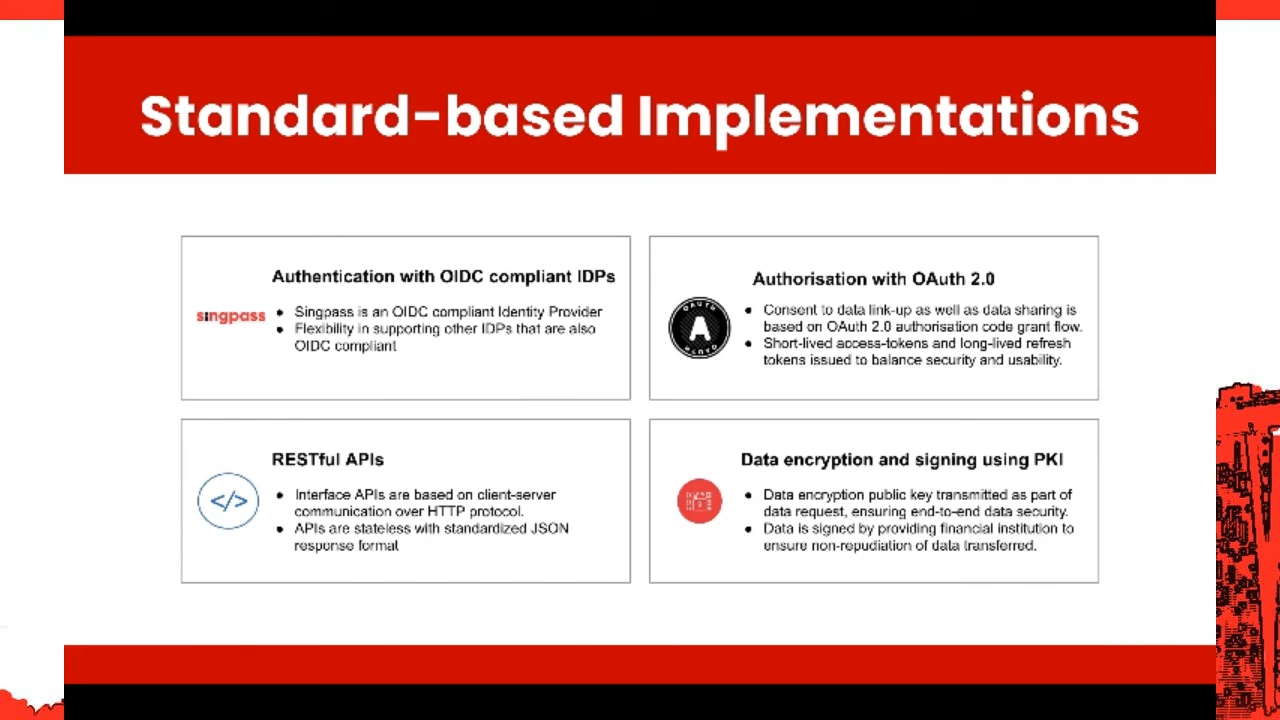 Standard-based Implementations
Authentication with OIDC compliant IDPs
singpass
● Singpass is an OIDC compliant Identity Provider
● Flexibility in supporting other IDPs that are also
OIDC compliant
Authorisation with OAuth 2.0
OAUTH
A
● Consent to data link-up as well as data sharing is
based on OAuth 2.0 authorisation code grant flow.
● Short-lived access-tokens and long-lived refresh
tokens issued to balance security and usability.
RESTful APIs
</>
● Interface APIs are based on client-server
communication over HTTP protocol.
● APIs are stateless with standardized JSON
response format
Data encryption and signing using PKI
● Data encryption public key transmitted as part of
data request, ensuring end-to-end data security.
● Data is signed by providing financial institution to
ensure non-repudiation of data transferred.